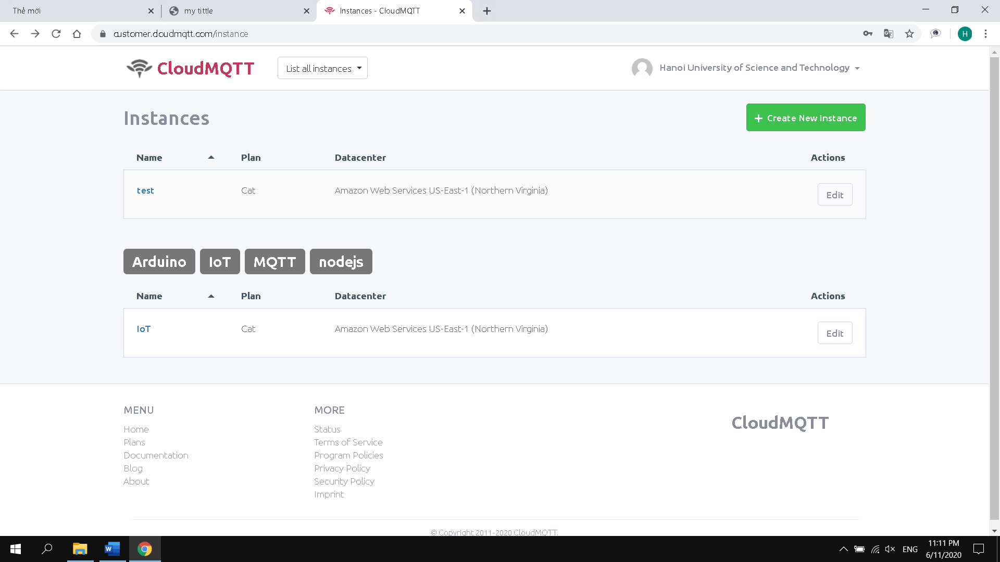 Thẻ mới
my tittle
Instances - CloudMQTT
customer.cloudmqtt.com/instance
H
CloudMQTT
List all instances
Hanoi University of Science and Technology
Instances
+ Create New Instance
Name Plan Datacenter Actions
test Cat Amazon Web Services US-East-1 (Northern Virginia) Edit
Arduino IoT MQTT nodejs
Name Plan Datacenter Actions
IoT Cat Amazon Web Services US-East-1 (Northern Virginia) Edit
MENU
Home
Plans
Documentation
Blog
About
MORE
Status
Terms of Service
Program Policies
Privacy Policy
Security Policy
Imprint
CloudMQTT
© Copyright 2011-2020 CloudMQTT.
ENG
11:11 PM
6/11/2020